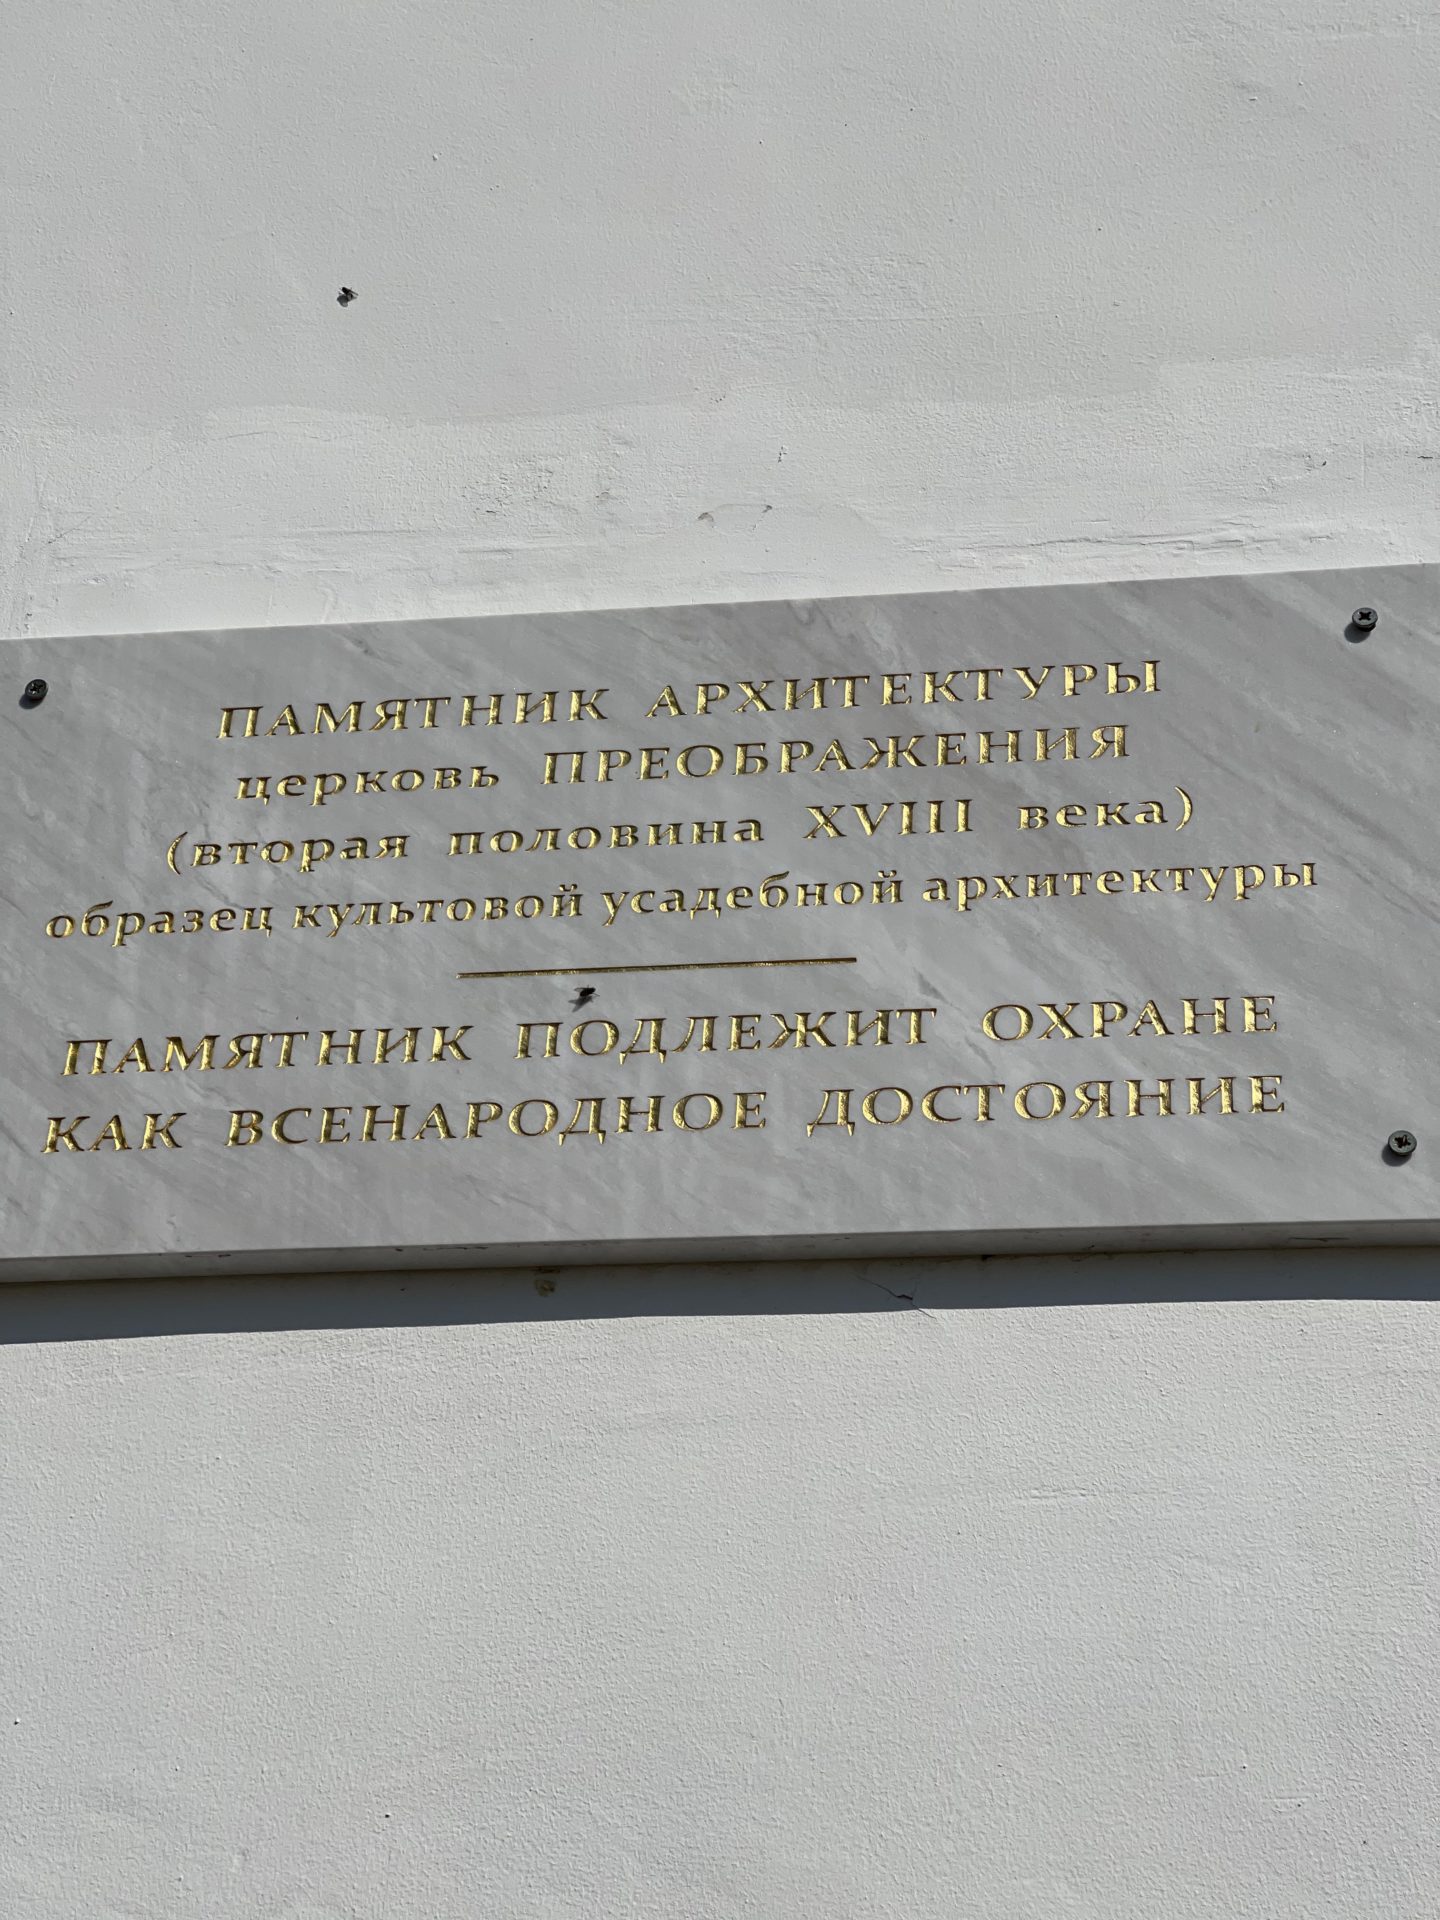 ПАМЯТНИК АРХИТЕКТУРЫ
церковь ПРЕОБРАЖЕНИЯ
(вторая половина XVIII века)
образец культовой усадебной архитектуры
ПАМЯТНИК ПОДЛЕЖИТ ОХРАНЕ
КАК ВСЕНАРОДНОЕ ДОСТОЯНИЕ